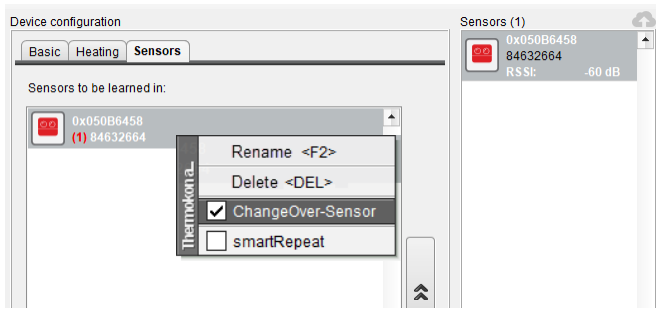 Device configuration
Basic Heating Sensors
Sensors to be learned in:
0x050B6458
(1) 84632664
Thermokona...
Rename <F2>
Delete <DEL>
ChangeOver-Sensor
smartRepeat
Sensors (1)
0x050B6458
84632664
RSSI: -60 dB